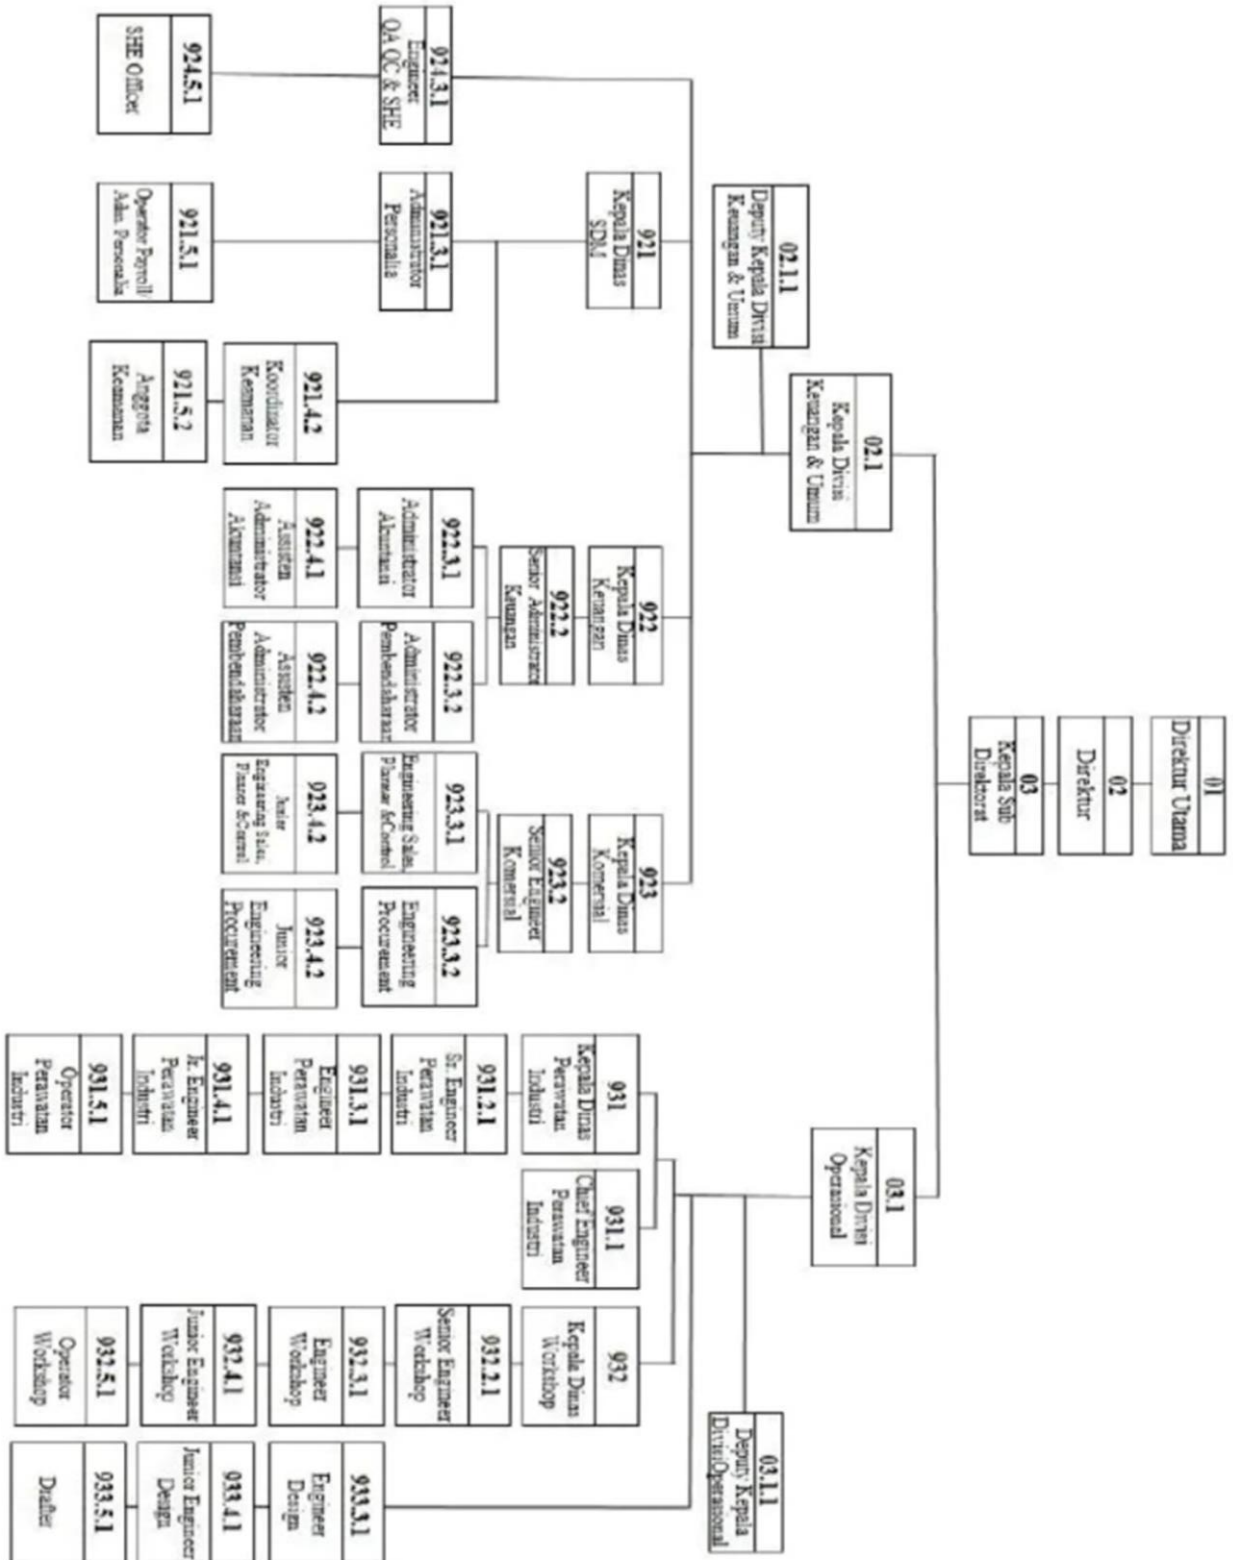 01
Direktur Utama
02
Direktur
03
Kepala Sub
Direktorat
02.1
Kepala Divisi
Keuangan & Umum
03.1
Kepala Divisi
Operasional
02.1.1
Deputy Kepala Divisi
Keuangan & Umum
03.1.1
Deputy Kepala
DivisiOperasional
921
Kepala Dinas
SDM
922
Kepala Dinas
Keuangan
923
Kepala Dinas
Komersial
931
Kepala Dinas
Perawatan
Industri
931.1
Chief Engineer
Perawatan
Industri
932
Kepala Dinas
Workshop
922.2
Senior Administrator
Keuangan
923.2
Senior Engineer
Komersial
924.3.1
Engineer
QA QC & SHE
921.3.1
Administrator
Personalia
922.3.1
Administrator
Akuntansi
922.3.2
Administrator
Pembendaharaan
923.3.1
Engineering Sales,
Planner &Control
923.3.2
Engineering
Procurement
931.2.1
Sr. Engineer
Perawatan
Industri
932.2.1
Senior Engineer
Workshop
921.4.2
Koordinator
Keamanan
922.4.1
Assisten
Administrator
Akuntansi
922.4.2
Assisten
Administrator
Pembendaharaan
923.4.2
Junior
Engineering Sales,
Planner &Control
923.4.2
Junior
Engineering
Procurement
931.3.1
Engineer
Perawatan
Industri
932.3.1
Engineer
Workshop
933.3.1
Engineer
Design
924.5.1
SHE Officer
921.5.1
Operator Payroll/
Adm. Personalia
921.5.2
Anggota
Keamanan
931.4.1
Jr. Engineer
Perawatan
Industri
932.4.1
Junior Engineer
Workshop
933.4.1
Junior Engineer
Design
931.5.1
Operator
Perawatan
Industri
932.5.1
Operator
Workshop
933.5.1
Drafter